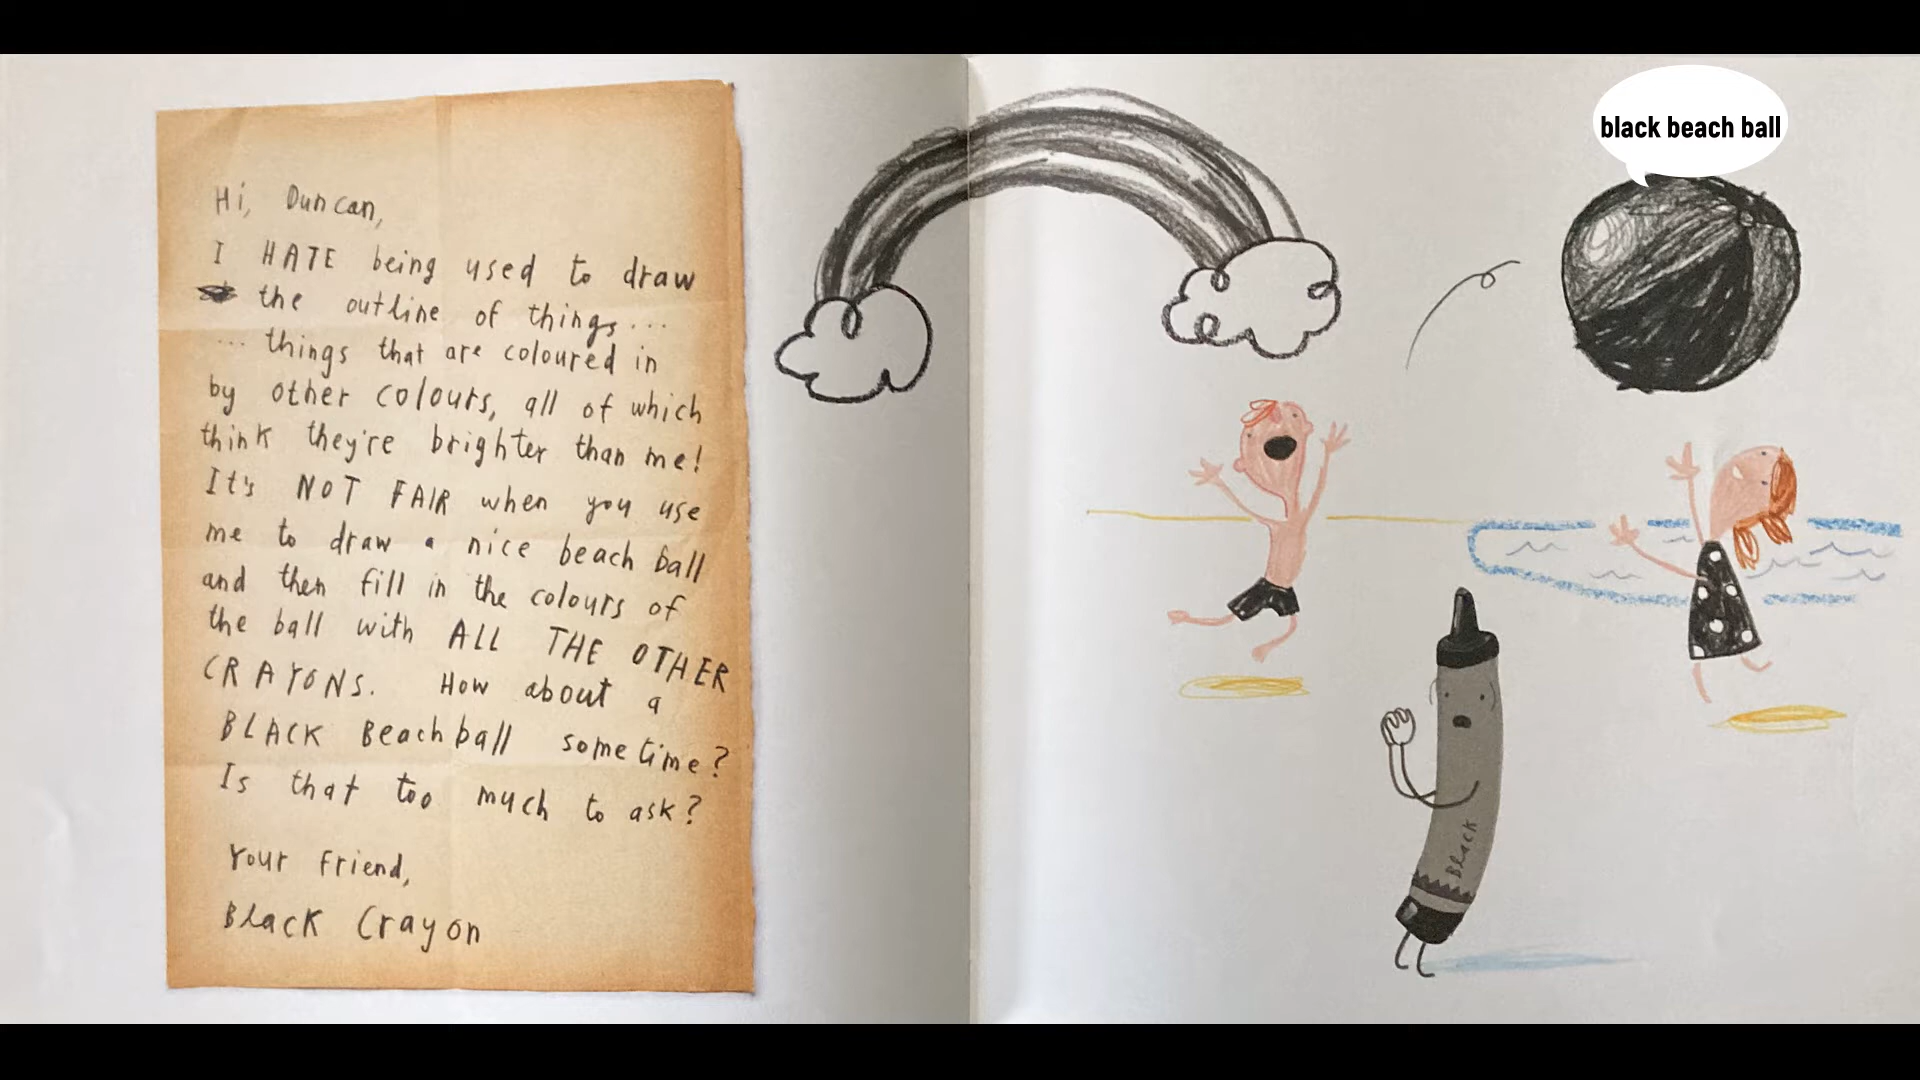 Hi, Duncan,
I HATE being used to draw
the outline of things...
... things that are coloured in
by other colours, all of which
think they're brighter than me!
It's NOT FAIR when you use
me to draw a nice beach ball
and then fill in the colours of
the ball with ALL THE OTHER
CRAYONS. How about a
BLACK Beach ball sometime?
Is that too much to ask?
Your friend,
Black Crayon
black beach ball
Black